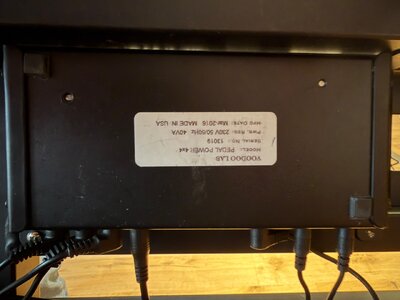 VOODOO LAB
MODEL: PEDAL POWER 4x4
SERIAL NO.: 13019
PWR. REQ: 230V 50/60Hz 40VA
MFG DATE: Mar-2016 MADE IN USA